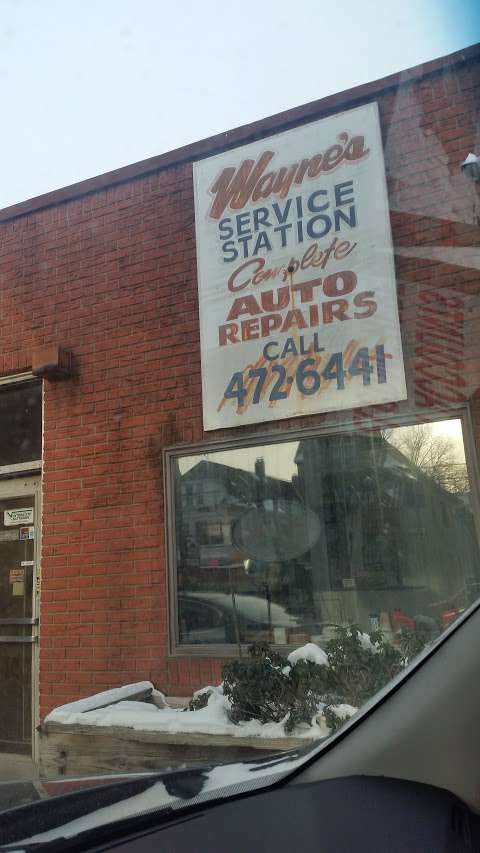 Wayne's
SERVICE
STATION
Complete
AUTO
REPAIRS
CALL
472-6441